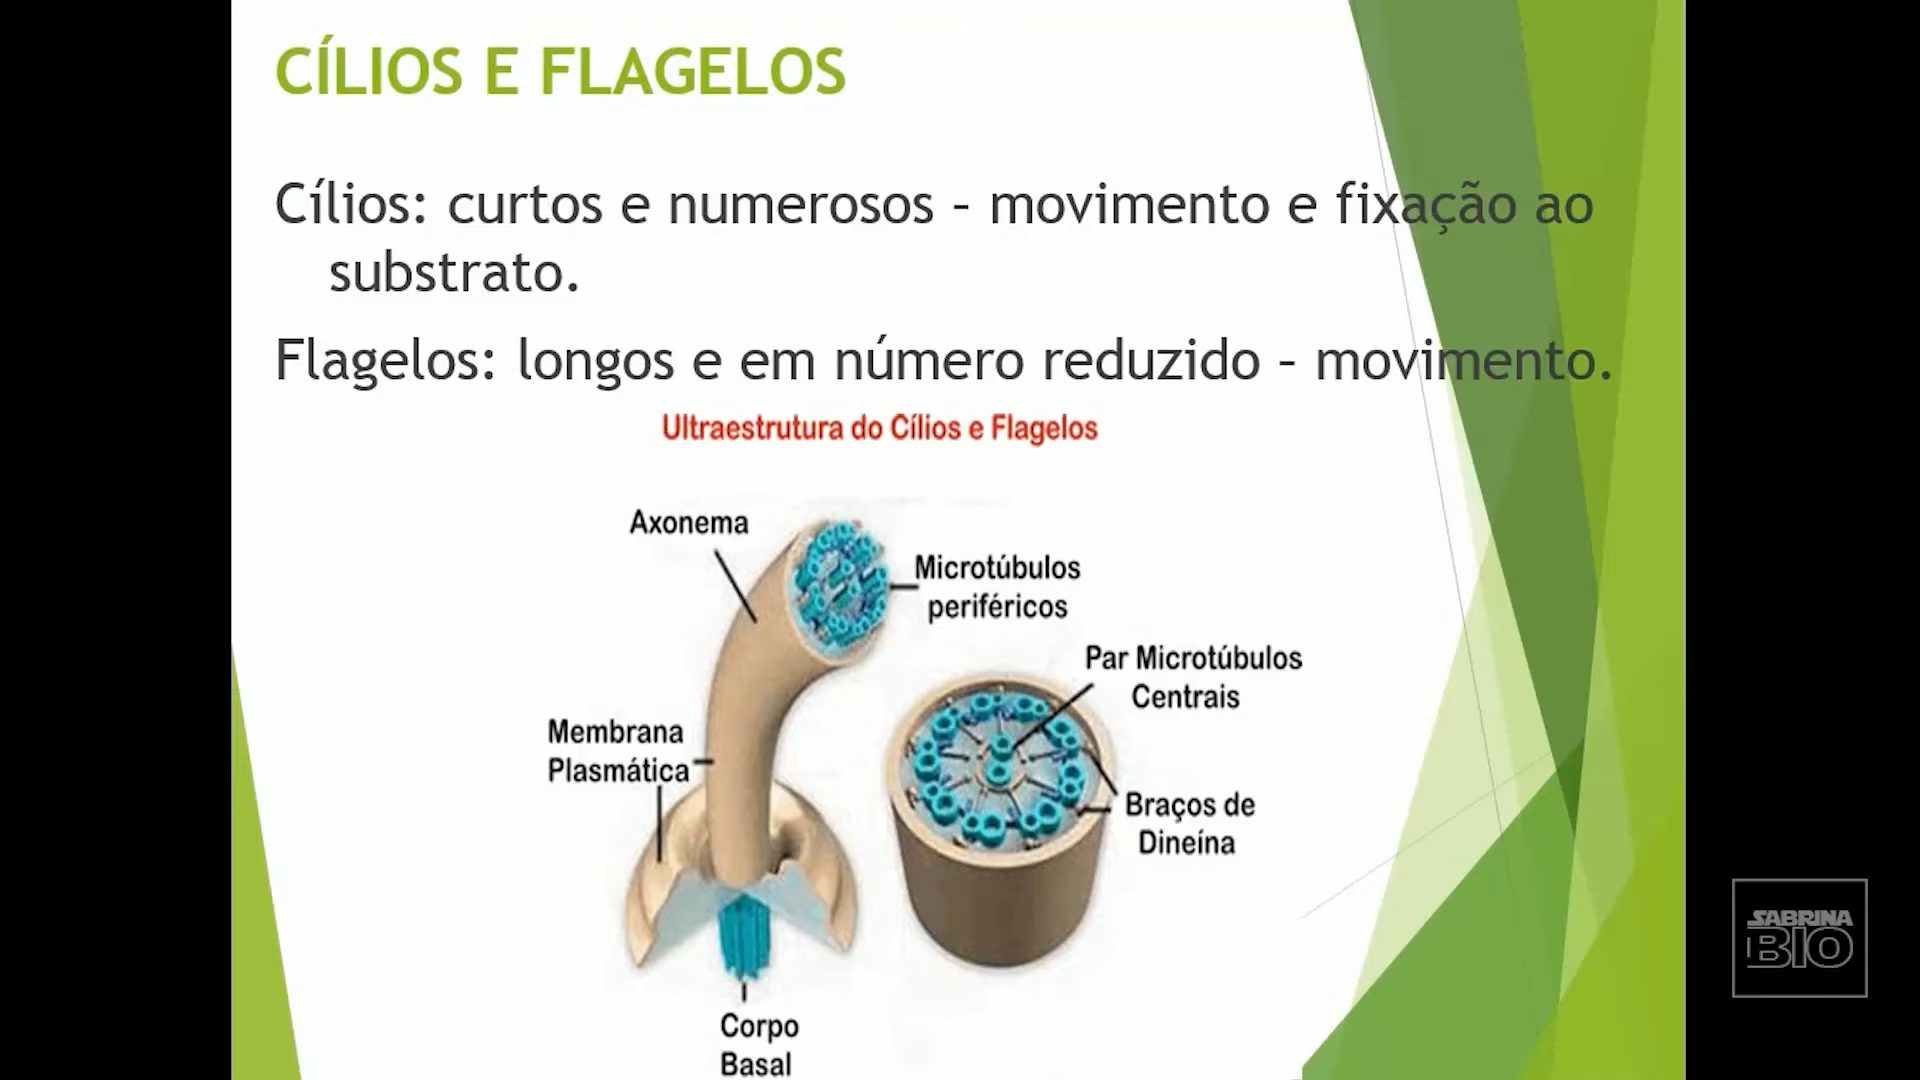 CÍLIOS E FLAGELOS
Cílios: curtos e numerosos – movimento e fixação ao
substrato.
Flagelos: longos e em número reduzido – movimento.
Ultraestrutura do Cílios e Flagelos
Axonema
Microtúbulos
periféricos
Par Microtúbulos
Centrais
Membrana
Plasmática
Braços de
Dineína
Corpo
Basal
SABRINA
BIO